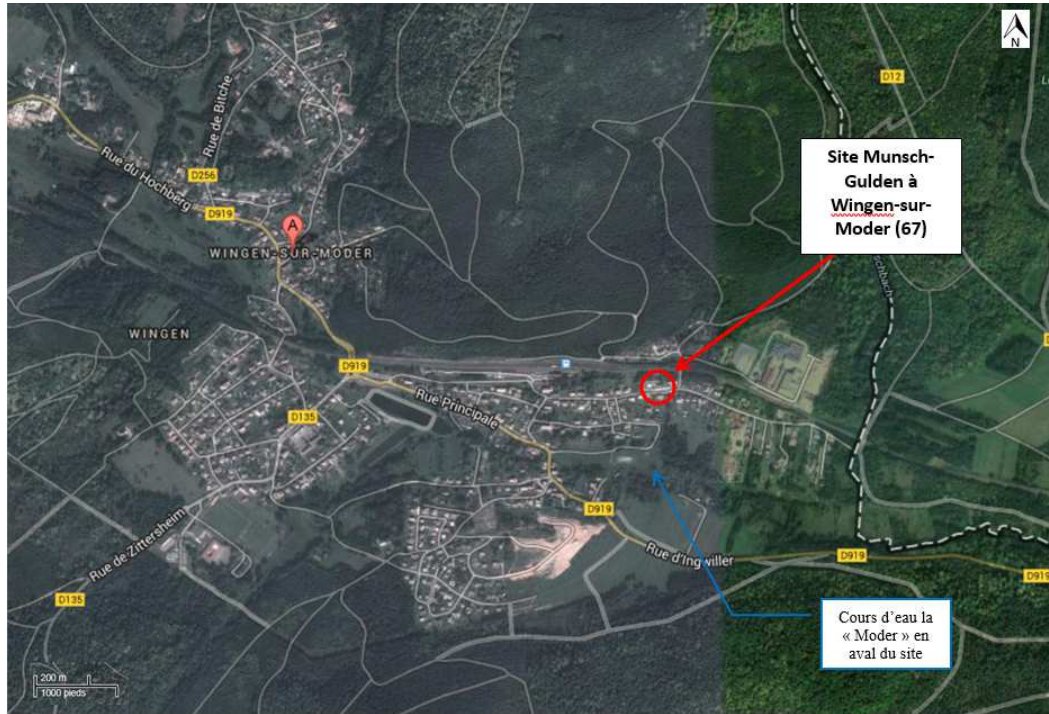 N
D12
Rue de Bitche
Site Munsch-
Gulden à
Wingen-sur-
Moder (67)
Rue du Hochberg
D256
D919
A
WINGEN-SUR-MODER
WINGEN
D919
Rue Principale
D135
D919
Rue d'Ingwiller
D919
D919
Rue de Zittersheim
D135
Cours d'eau la
« Moder » en
aval du site
200 m
1000 pieds